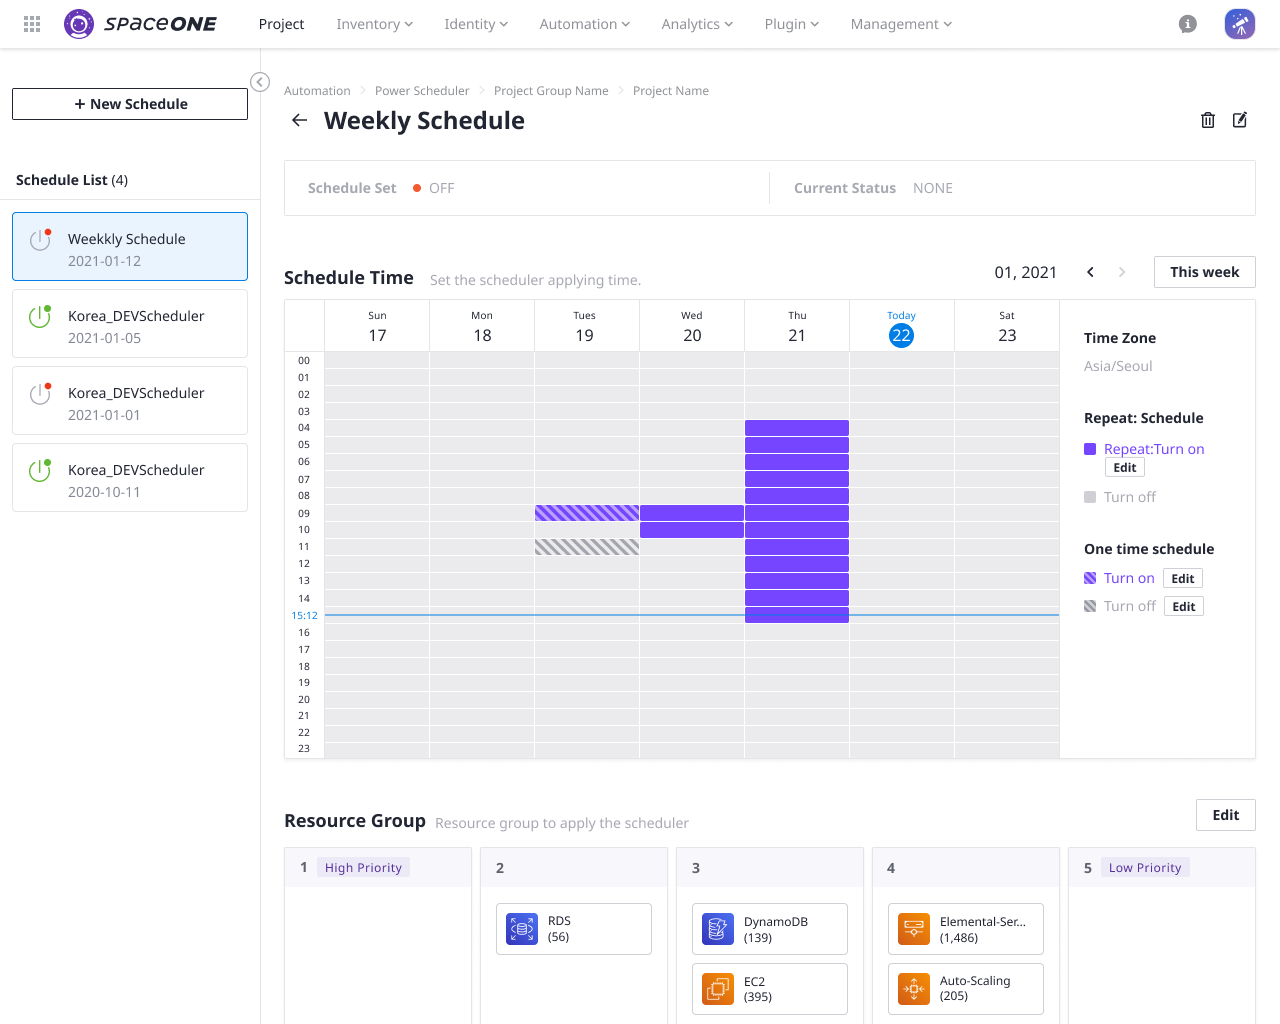 spaceONE
Project
Inventory
Identity
Automation
Analytics
Plugin
Management
+ New Schedule
Schedule List (4)
Weekkly Schedule
2021-01-12
Korea_DEVScheduler
2021-01-05
Korea_DEVScheduler
2021-01-01
Korea_DEVScheduler
2020-10-11
Automation > Power Scheduler > Project Group Name > Project Name
Weekly Schedule
Schedule Set OFF
Current Status NONE
Schedule Time Set the scheduler applying time.
01, 2021
This week
Sun
17
Mon
18
Tues
19
Wed
20
Thu
21
Today
22
Sat
23
00
01
02
03
04
05
06
07
08
09
10
11
12
13
14
15:12
16
17
18
19
20
21
22
23
Time Zone
Asia/Seoul
Repeat: Schedule
Repeat:Turn on
Edit
Turn off
One time schedule
Turn on Edit
Turn off Edit
Resource Group Resource group to apply the scheduler
Edit
1 High Priority
2
RDS
(56)
3
DynamoDB
(139)
EC2
(395)
4
Elemental-Ser...
(1,486)
Auto-Scaling
(205)
5 Low Priority